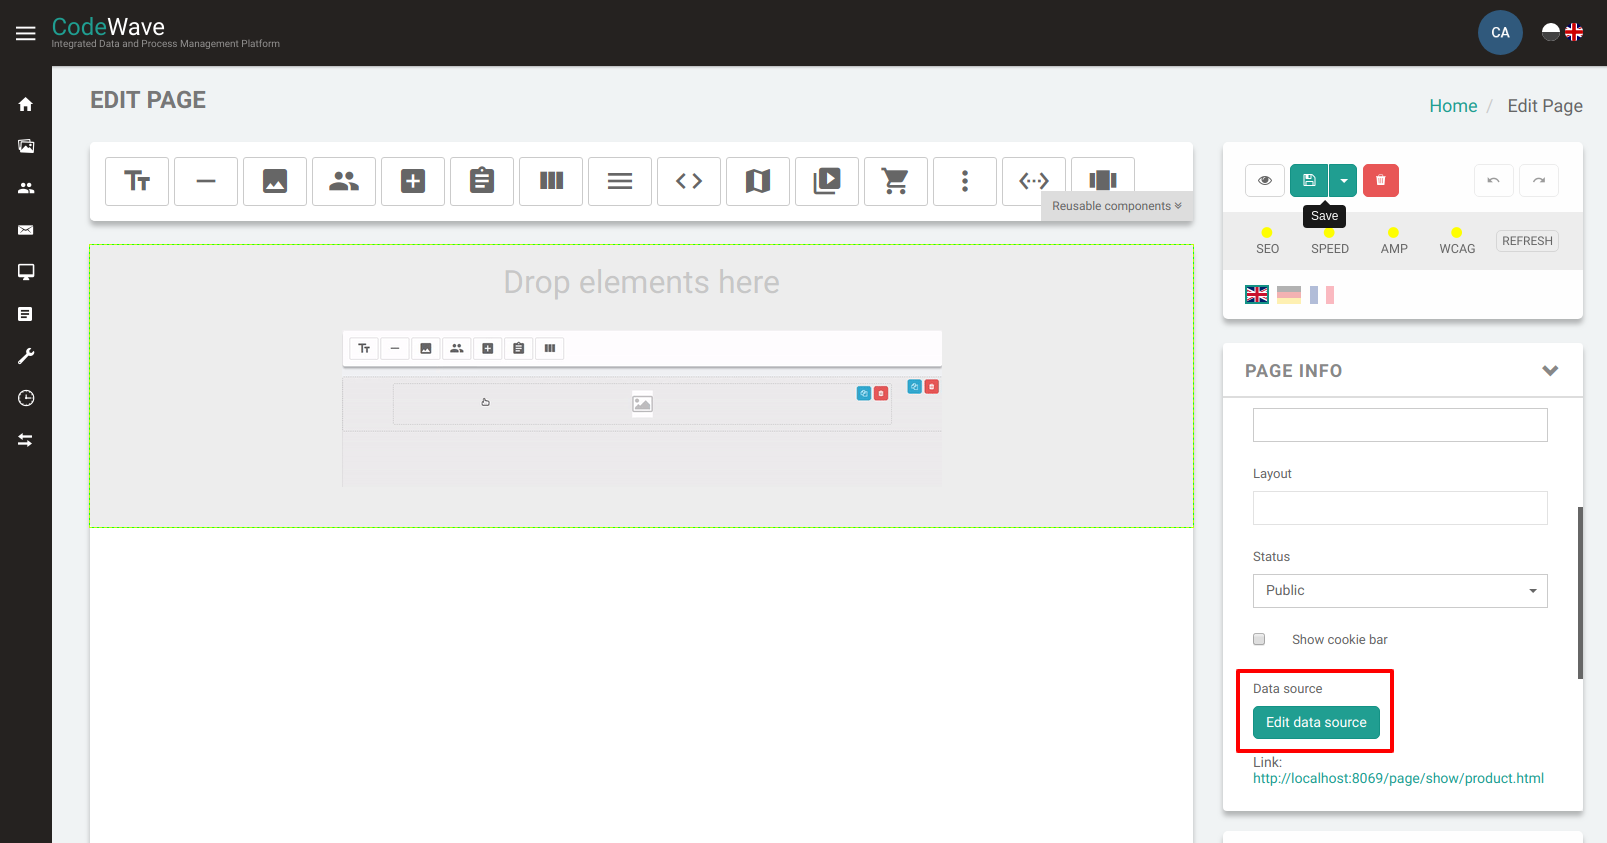 CodeWave
Integrated Data and Process Management Platform
CA
EDIT PAGE
Home / Edit Page
Reusable components
Save
SEO SPEED AMP WCAG REFRESH
Drop elements here
PAGE INFO
Layout
Status
Public
Show cookie bar
Data source
Edit data source
Link:
http://localhost:8069/page/show/product.html